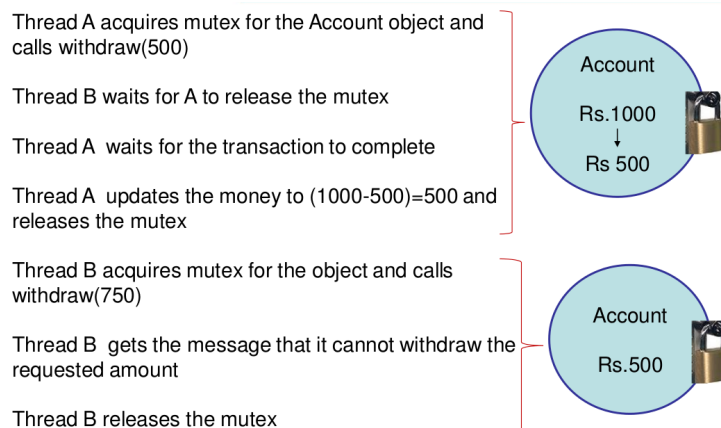 Thread A acquires mutex for the Account object and
calls withdraw(500)
Thread B waits for A to release the mutex
Thread A waits for the transaction to complete
Thread A updates the money to (1000-500)=500 and
releases the mutex
Account
Rs.1000
Rs 500
Thread B acquires mutex for the object and calls
withdraw(750)
Thread B gets the message that it cannot withdraw the
requested amount
Thread B releases the mutex
Account
Rs.500